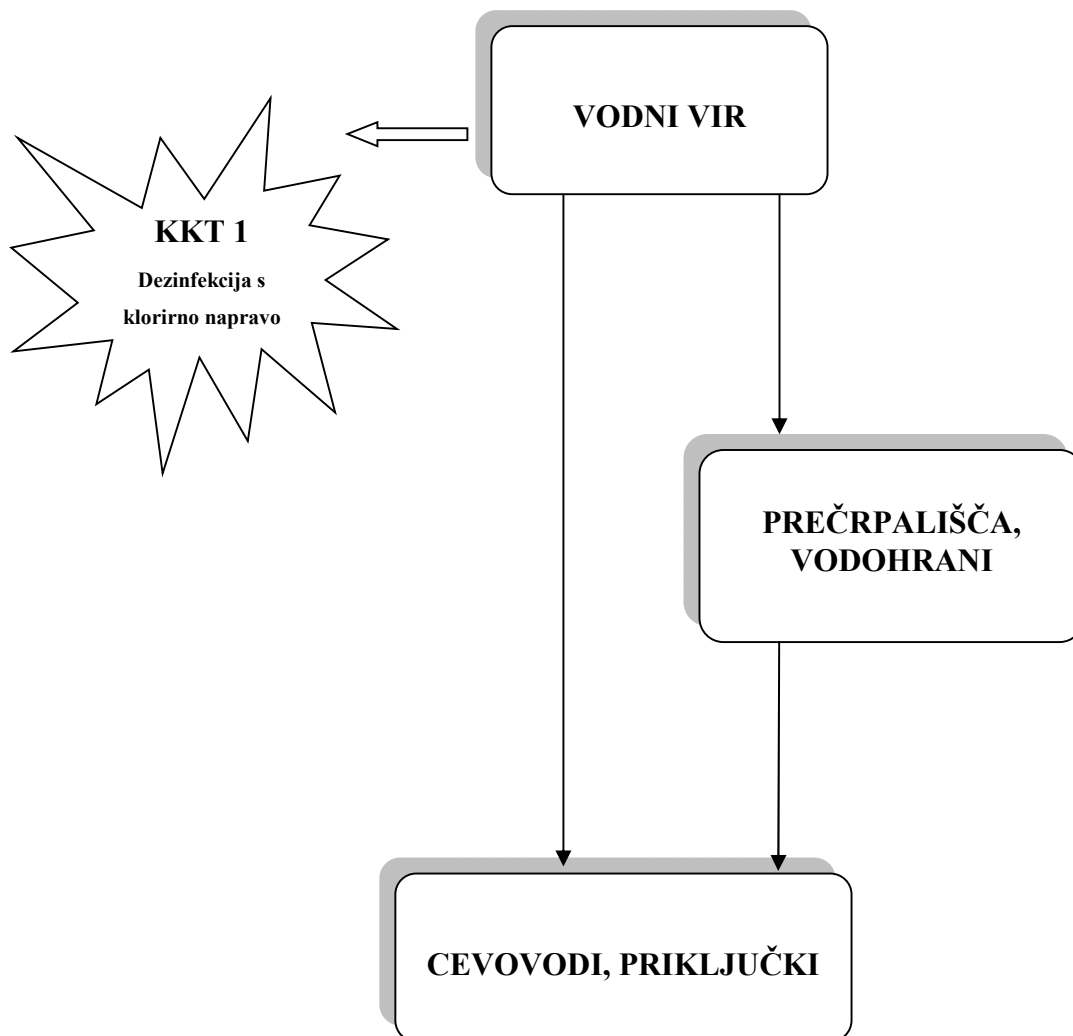 VODNI VIR
KKT 1
Dezinfekcija s
klorirno napravo
PREČRPALIŠČA,
VODOHRANI
CEVOVODI, PRIKLJUČKI